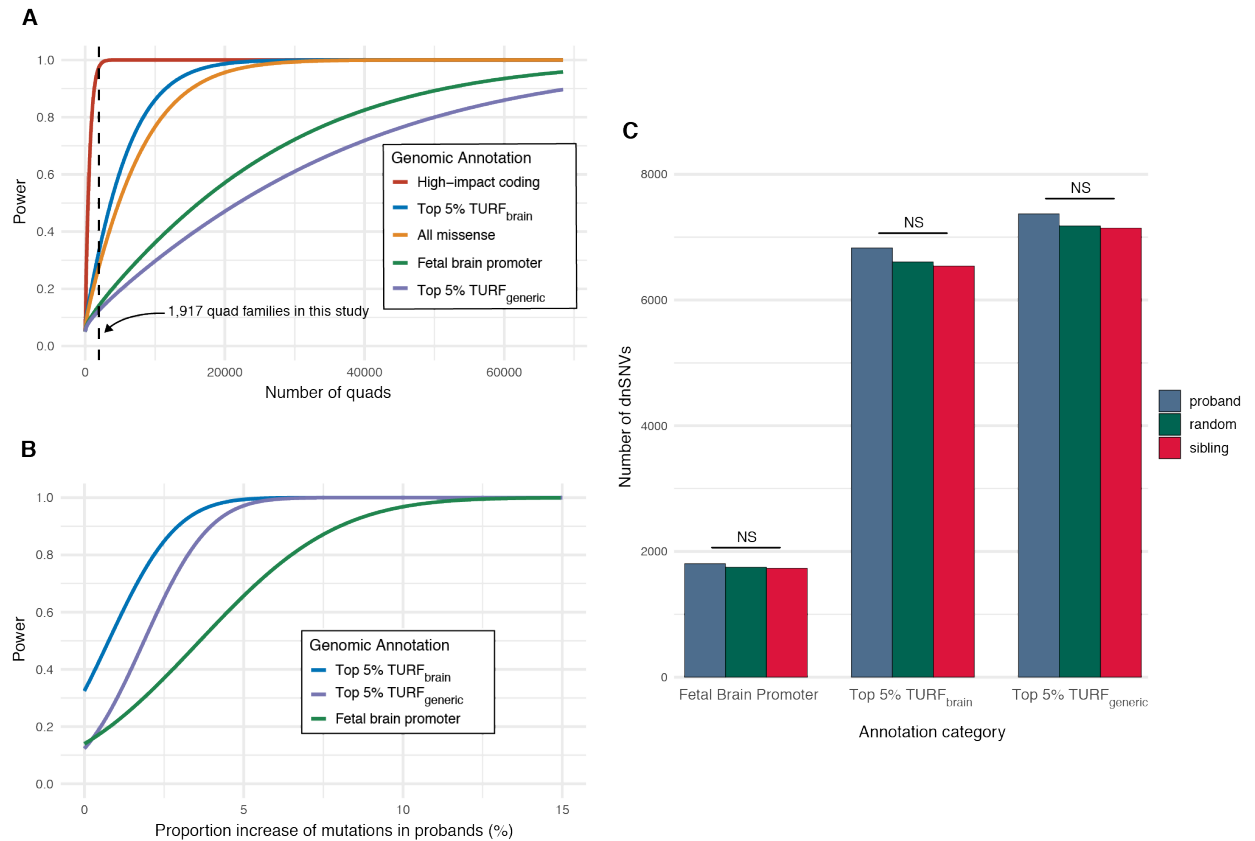 A
1.0
0.8
0.6
0.4
0.2
0.0
Power
Genomic Annotation
High−impact coding
Top 5% TURFbrain
All missense
Fetal brain promoter
Top 5% TURFgeneric
1,917 quad families in this study
0 20000 40000 60000
Number of quads
B
1.0
0.8
0.6
0.4
0.2
0.0
Power
Genomic Annotation
Top 5% TURFbrain
Top 5% TURFgeneric
Fetal brain promoter
0 5 10 15
Proportion increase of mutations in probands (%)
C
8000
6000
4000
2000
0
Number of dnSNVs
NS
NS
NS
Fetal Brain Promoter Top 5% TURFbrain Top 5% TURFgeneric
Annotation category
proband
random
sibling